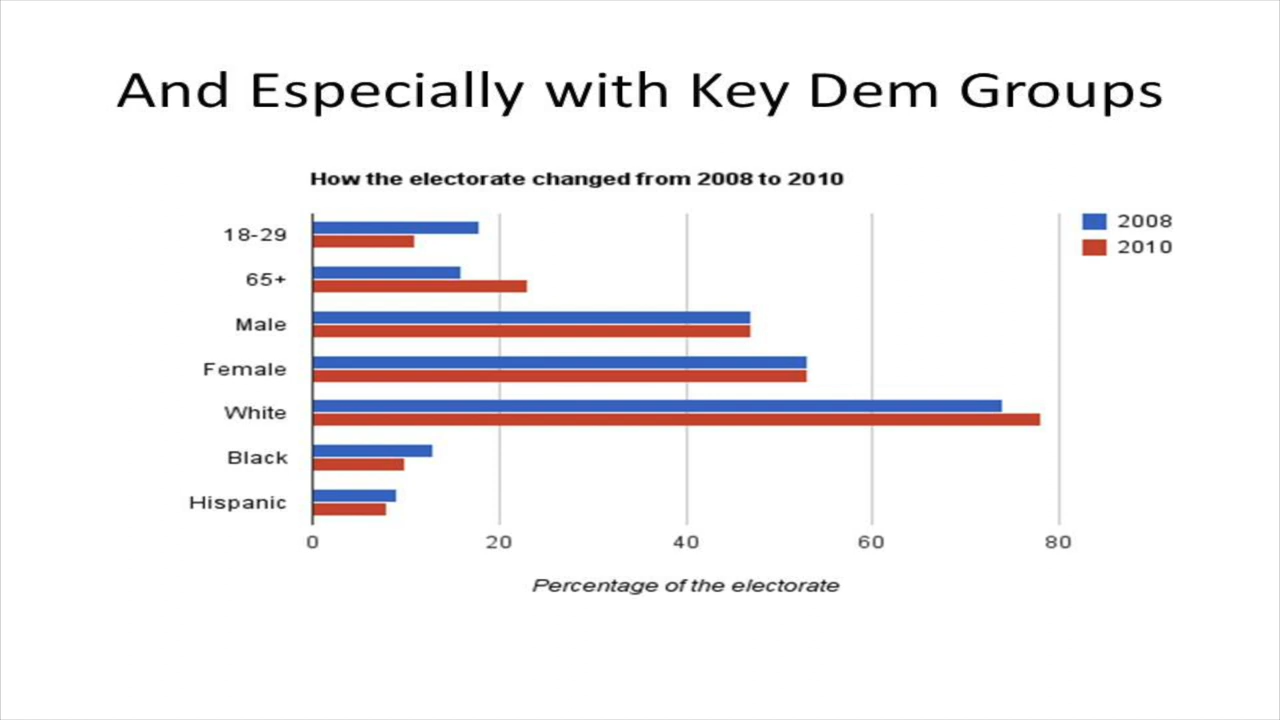 And Especially with Key Dem Groups
How the electorate changed from 2008 to 2010
2008
2010
18-29
65+
Male
Female
White
Black
Hispanic
0 20 40 60 80
Percentage of the electorate